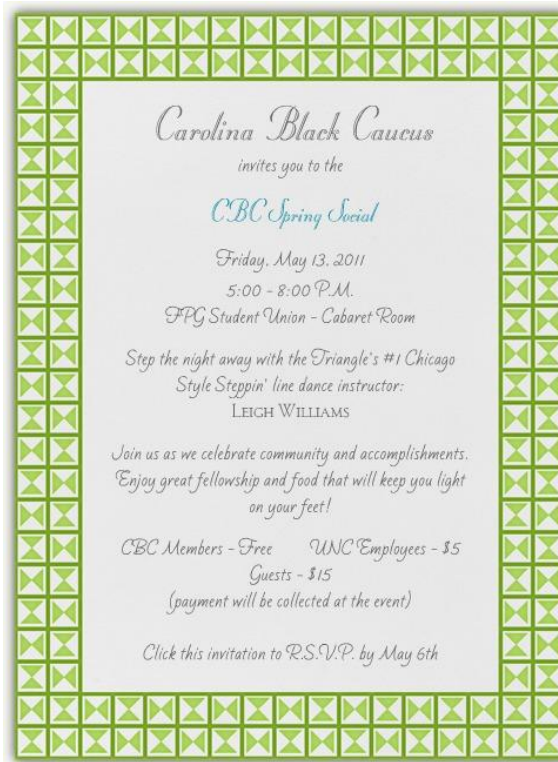 Carolina Black Caucus
invites you to the
CBC Spring Social
Friday, May 13, 2011
5:00 - 8:00 P.M.
FPG Student Union - Cabaret Room
Step the night away with the Triangle's #1 Chicago
Style Steppin' line dance instructor:
LEIGH WILLIAMS
Join us as we celebrate community and accomplishments.
Enjoy great fellowship and food that will keep you light
on your feet!
CBC Members - Free UNC Employees - $5
Guests - $15
(payment will be collected at the event)
Click this invitation to R.S.V.P. by May 6th